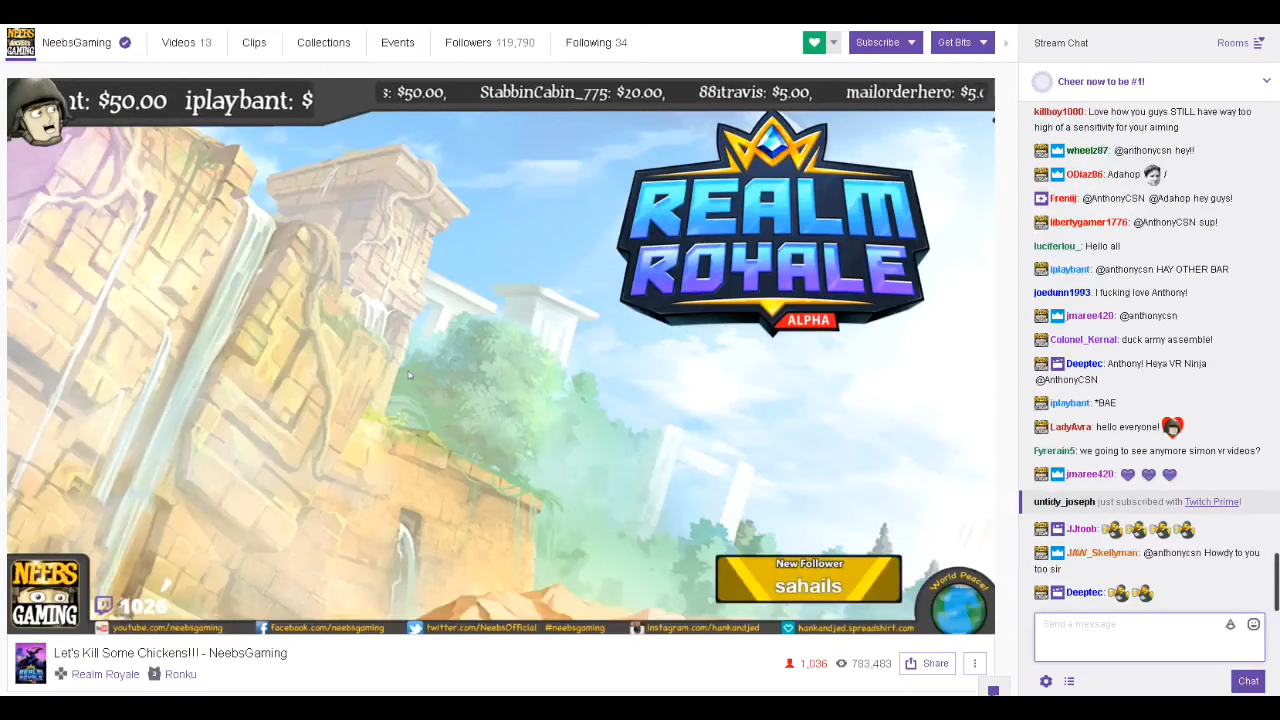 NeebsGaming
Videos 13
Clips
Collections
Events
Followers 119,790
Following 34
Subscribe
Get Bits
Stream Chat
Rooms
NEEBS GAMING
nt: $50.00 iplaybant: $
s: $50.00, StabbinCabin_775: $20.00, 881travis: $5.00, mailorderhero: $5.0
REALM
ROYALE
ALPHA
New Follower
sahails
World Peace!
NEEBS
GAMING
1026
youtube.com/neebsgaming
facebook.com/neebsgaming
twitter.com/NeebsOfficial #neebsgaming
instagram.com/hankandjed
hankandjed.spreadshirt.com
REALM ROYALE
Let's Kill Some Chickens!!! - NeebsGaming
Realm Royale
Ronku
1,036
783,483
Share
Cheer now to be #1!
killboy1000: Love how you guys STILL have way too
high of a sensitivity for your aiming
wheelz87: @anthonycsn hey!!
ODiaz86: Adahop /
Freniij: @AnthonyCSN @Adahop hey guys!
libertygamer1776: @AnthonyCSN sup!
luciferlou_: Hello all
iplaybant: @anthonycsn HAY OTHER BAR
joedunn1993: I fucking love Anthony!
jmaree420: @anthonycsn
Colonel_Kernal: duck army assemble!
Deeptec: Anthony! Heya VR Ninja
@AnthonyCSN
iplaybant: *BAE
LadyAvra: hello everyone!
Fyrerain5: we going to see anymore simon vr videos?
jmaree420:
untidy_joseph just subscribed with Twitch Prime!
JJtoob:
JAW_Skellyman: @anthonycsn Howdy to you
too sir
Deeptec:
Send a message
Chat